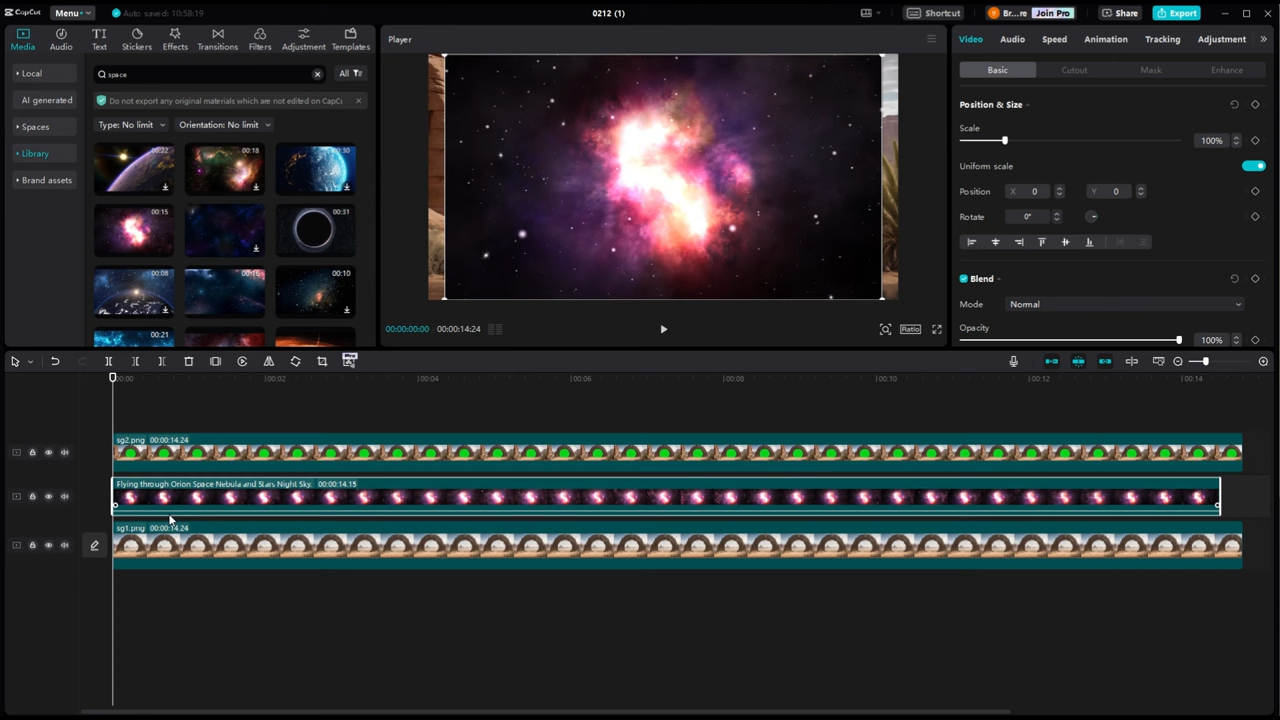 CapCut Menu Auto saved: 10:58:19 0212 (1) Shortcut Br...re Join Pro Share Export
Media Audio Text Stickers Effects Transitions Filters Adjustment Templates
Player
Video Audio Speed Animation Tracking Adjustment
Local
space
All
Basic Cutout Mask Enhance
AI generated
Do not export any original materials which are not edited on CapCu
Position & Size
Spaces
Type: No limit Orientation: No limit
Scale
100%
Library
00:22 00:18 00:30
Uniform scale
Brand assets
Position X 0 Y 0
00:15 00:31
Rotate 0°
00:08 00:16 00:10
Blend
Mode Normal
00:21
00:00:00:00 00:00:14:24
Ratio
Opacity
100%
Pro
00:00 00:02 00:04 00:06 00:08 00:10 00:12 00:14
sg2.png 00:00:14:24
Flying through Orion Space Nebula and Stars Night Sky. 00:00:14:15
sg1.png 00:00:14:24